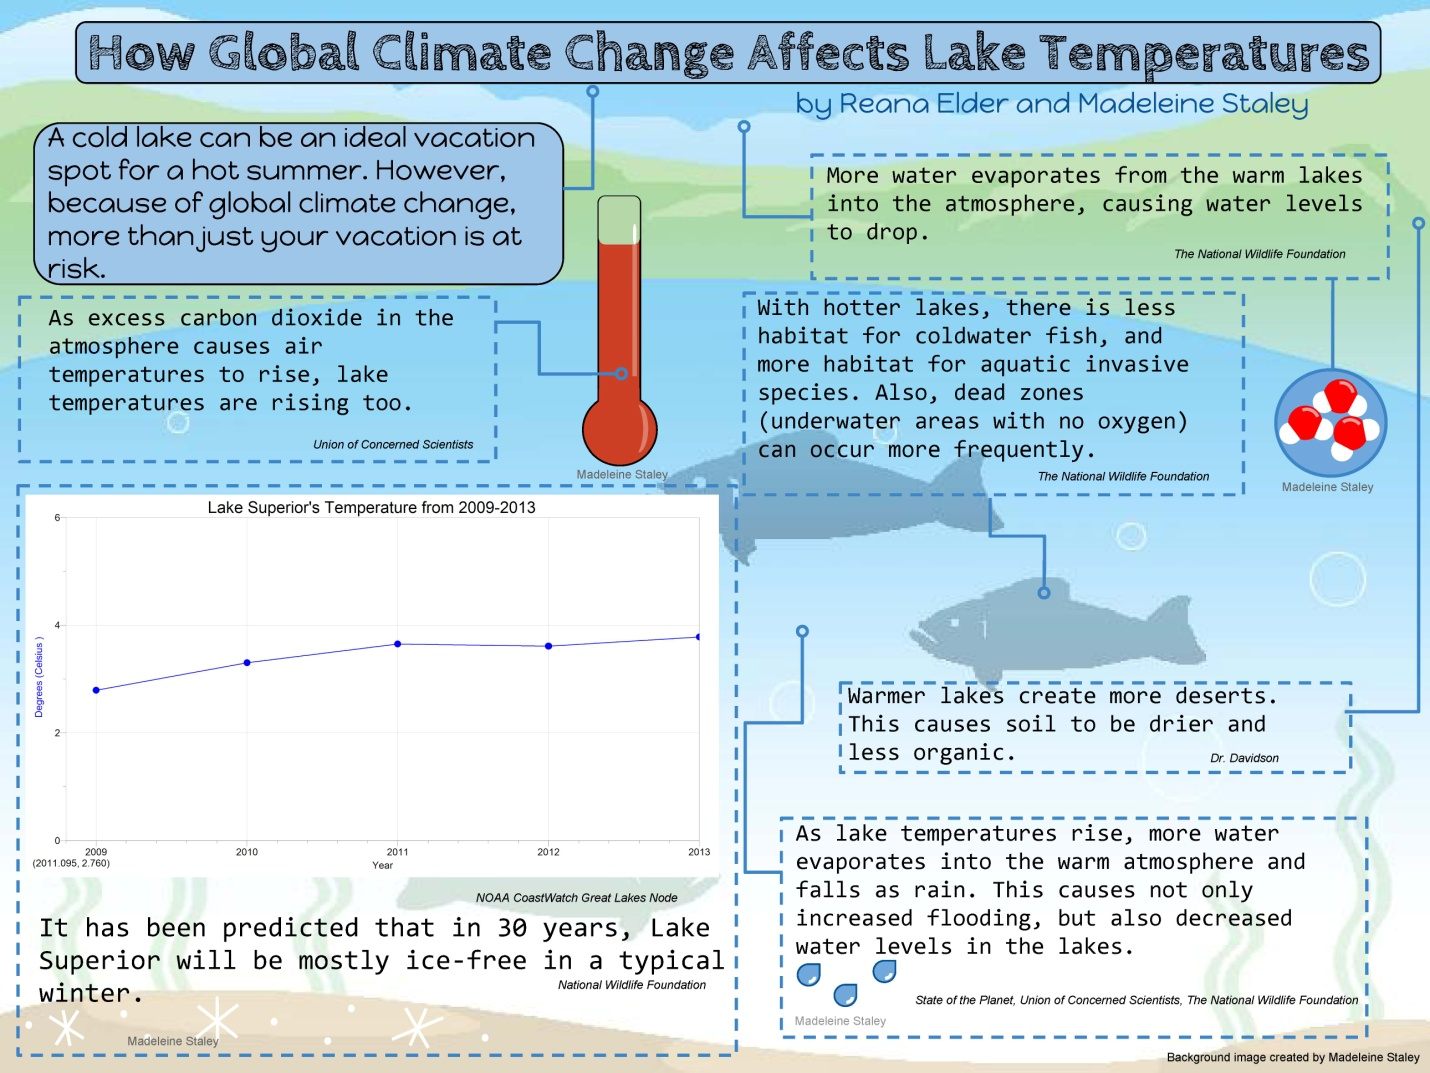 How Global Climate Change Affects Lake Temperatures
by Reana Elder and Madeleine Staley
A cold lake can be an ideal vacation
spot for a hot summer. However,
because of global climate change,
more than just your vacation is at
risk.
More water evaporates from the warm lakes
into the atmosphere, causing water levels
to drop.
The National Wildlife Foundation
As excess carbon dioxide in the
atmosphere causes air
temperatures to rise, lake
temperatures are rising too.
Union of Concerned Scientists
Madeleine Staley
With hotter lakes, there is less
habitat for coldwater fish, and
more habitat for aquatic invasive
species. Also, dead zones
(underwater areas with no oxygen)
can occur more frequently.
The National Wildlife Foundation
Madeleine Staley
Lake Superior's Temperature from 2009-2013
6
4
2
0
Degrees (Celsius )
2009
2010
2011
2012
2013
(2011.095, 2.760)
Year
NOAA CoastWatch Great Lakes Node
It has been predicted that in 30 years, Lake
Superior will be mostly ice-free in a typical
winter.
National Wildlife Foundation
Madeleine Staley
Warmer lakes create more deserts.
This causes soil to be drier and
less organic.
Dr. Davidson
As lake temperatures rise, more water
evaporates into the warm atmosphere and
falls as rain. This causes not only
increased flooding, but also decreased
water levels in the lakes.
State of the Planet, Union of Concerned Scientists, The National Wildlife Foundation
Madeleine Staley
Background image created by Madeleine Staley